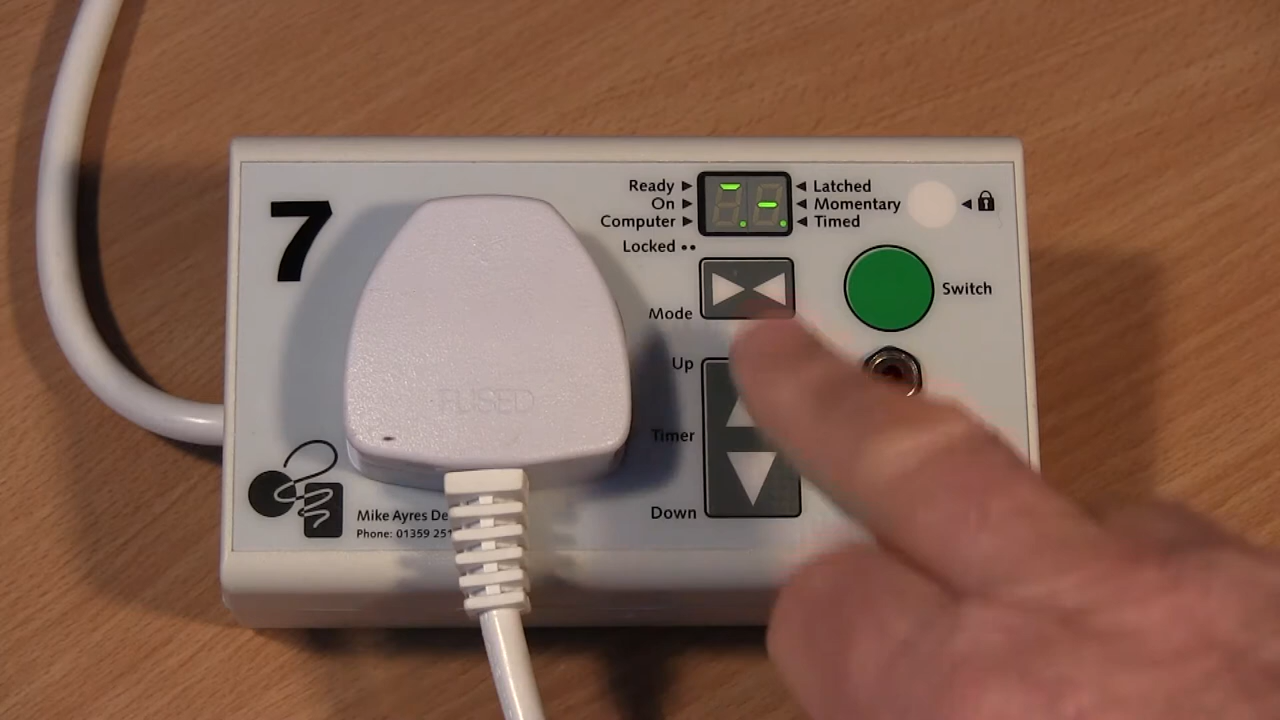 7
Ready
On
Computer
Locked
Latched
Momentary
Timed
Mode
Switch
Up
Timer
Down
FUSED
Mike Ayres De
Phone: 01359 251